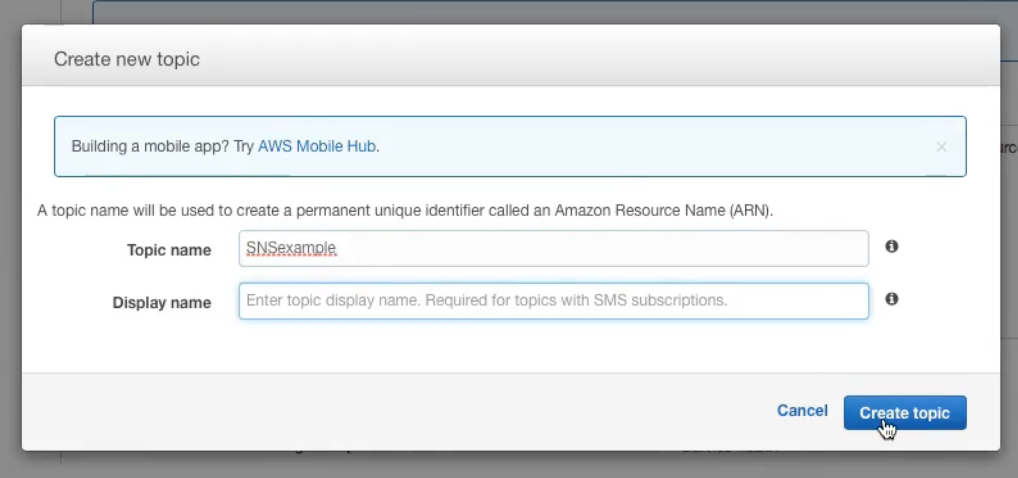 Create new topic
Building a mobile app? Try AWS Mobile Hub.
×
A topic name will be used to create a permanent unique identifier called an Amazon Resource Name (ARN).
Topic name SNSexample
Display name Enter topic display name. Required for topics with SMS subscriptions.
Cancel Create topic